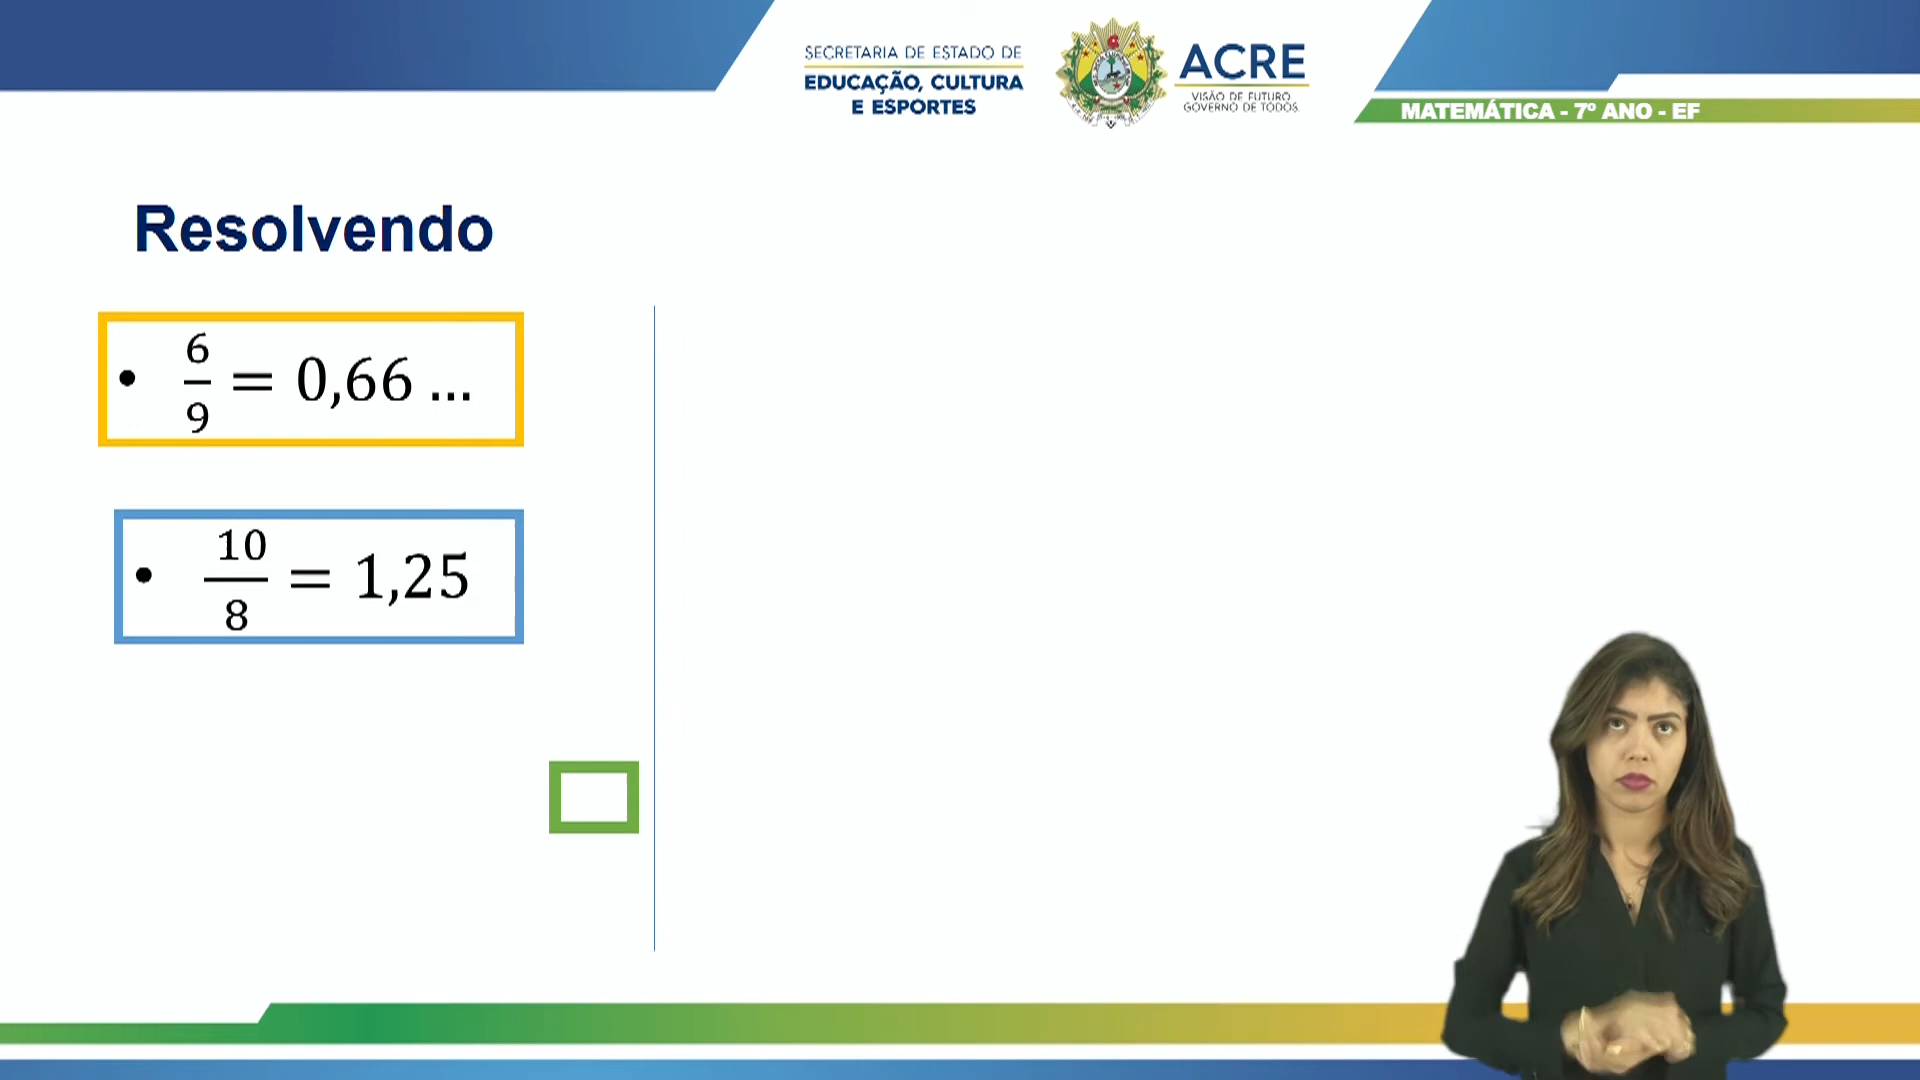 SECRETARIA DE ESTADO DE
EDUCAÇÃO, CULTURA
E ESPORTES
ACRE
VISÃO DE FUTURO
GOVERNO DE TODOS
MATEMÁTICA - 7º ANO - EF
Resolvendo
• 6/9 = 0,66 ...
• 10/8 = 1,25